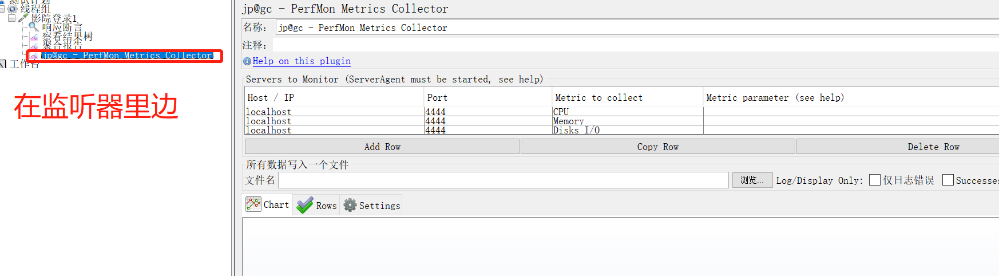 测试计划
线程组
影院登录1
响应断言
察看结果树
聚合报告
jp@gc - PerfMon Metrics Collector
工作台
在监听器里边
jp@gc - PerfMon Metrics Collector
名称: jp@gc - PerfMon Metrics Collector
注释:
Help on this plugin
Servers to Monitor (ServerAgent must be started, see help)
Host / IP Port Metric to collect Metric parameter (see help)
localhost 4444 CPU
localhost 4444 Memory
localhost 4444 Disks I/O
Add Row Copy Row Delete Row
所有数据写入一个文件
文件名 浏览... Log/Display Only: 仅日志错误 Successes
Chart Rows Settings